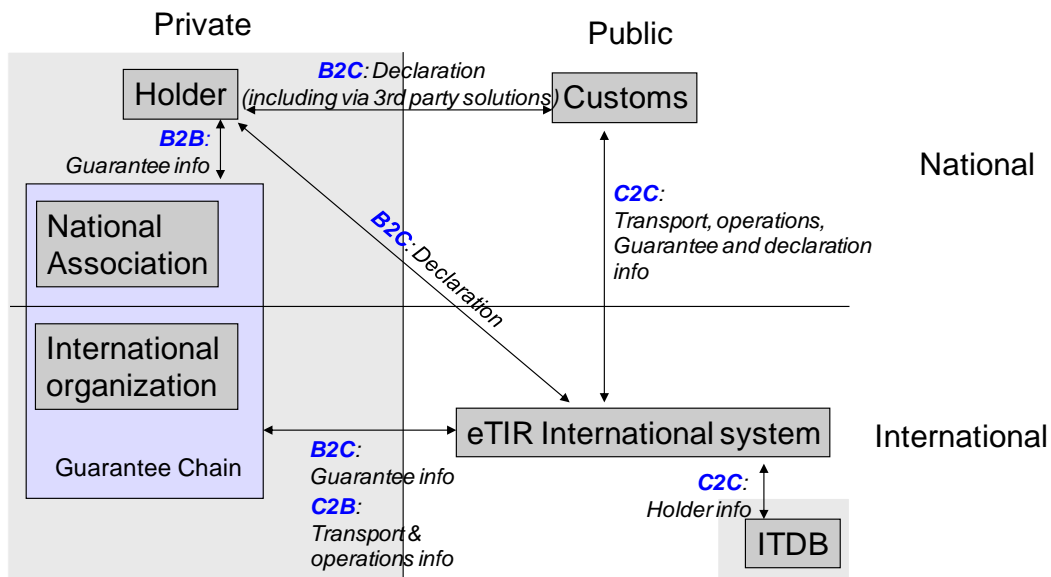 Private
Public
B2C: Declaration
(including via 3rd party solutions)
Holder
Customs
National
B2B:
Guarantee info
C2C:
Transport, operations,
Guarantee and declaration
info
National
Association
B2C: Declaration
International
organization
Guarantee Chain
eTIR International system
International
B2C:
Guarantee info
C2B:
Transport &
operations info
C2C:
Holder info
ITDB